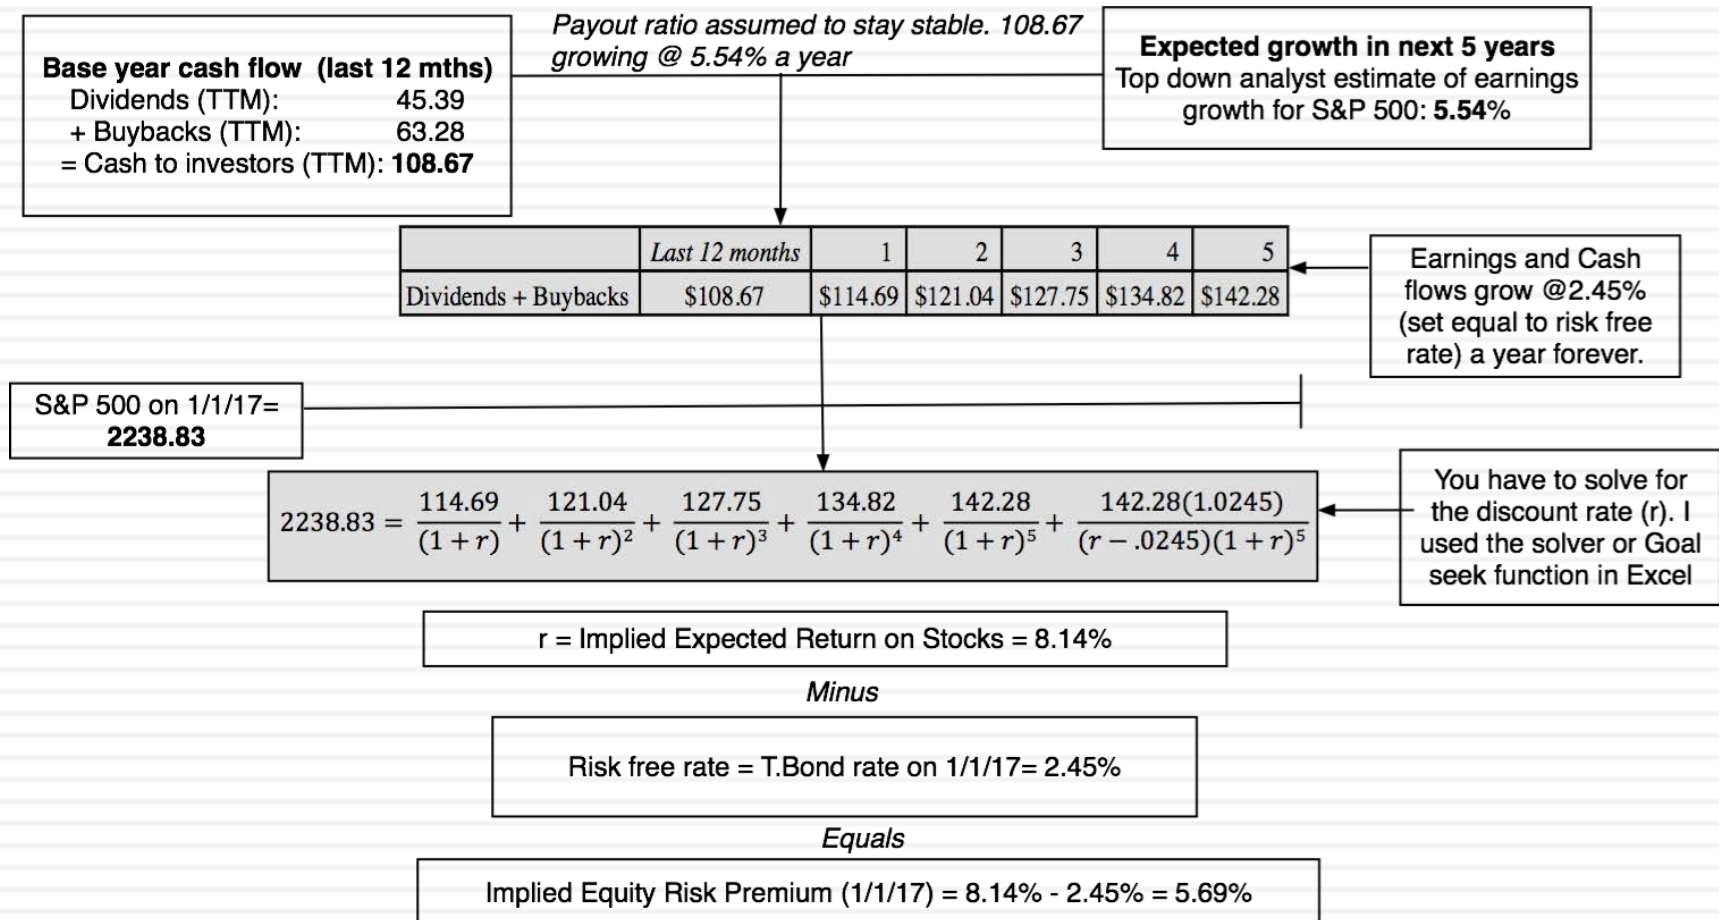 Payout ratio assumed to stay stable. 108.67
growing @ 5.54% a year
Base year cash flow (last 12 mths)
Dividends (TTM): 45.39
+ Buybacks (TTM): 63.28
= Cash to investors (TTM): 108.67
Expected growth in next 5 years
Top down analyst estimate of earnings
growth for S&P 500: 5.54%
Last 12 months 1 2 3 4 5
Dividends + Buybacks $108.67 $114.69 $121.04 $127.75 $134.82 $142.28
Earnings and Cash
flows grow @2.45%
(set equal to risk free
rate) a year forever.
S&P 500 on 1/1/17=
2238.83
2238.83 = 114.69/(1 + r) + 121.04/(1 + r)² + 127.75/(1 + r)³ + 134.82/(1 + r)⁴ + 142.28/(1 + r)⁵ + 142.28(1.0245)/(r − .0245)(1 + r)⁵
You have to solve for
the discount rate (r). I
used the solver or Goal
seek function in Excel
r = Implied Expected Return on Stocks = 8.14%
Minus
Risk free rate = T.Bond rate on 1/1/17= 2.45%
Equals
Implied Equity Risk Premium (1/1/17) = 8.14% - 2.45% = 5.69%